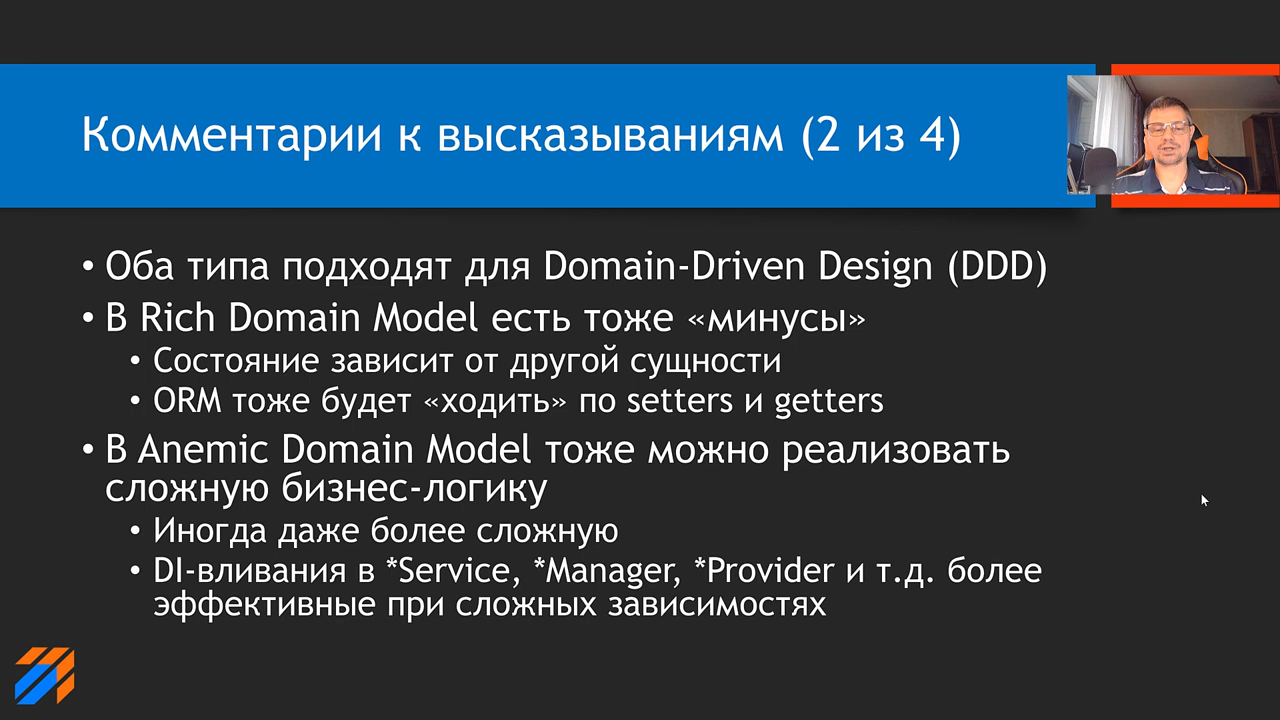 Комментарии к высказываниям (2 из 4)
• Оба типа подходят для Domain-Driven Design (DDD)
• В Rich Domain Model есть тоже «минусы»
• Состояние зависит от другой сущности
• ORM тоже будет «ходить» по setters и getters
• В Anemic Domain Model тоже можно реализовать
сложную бизнес-логику
• Иногда даже более сложную
• DI-вливания в *Service, *Manager, *Provider и т.д. более
эффективные при сложных зависимостях